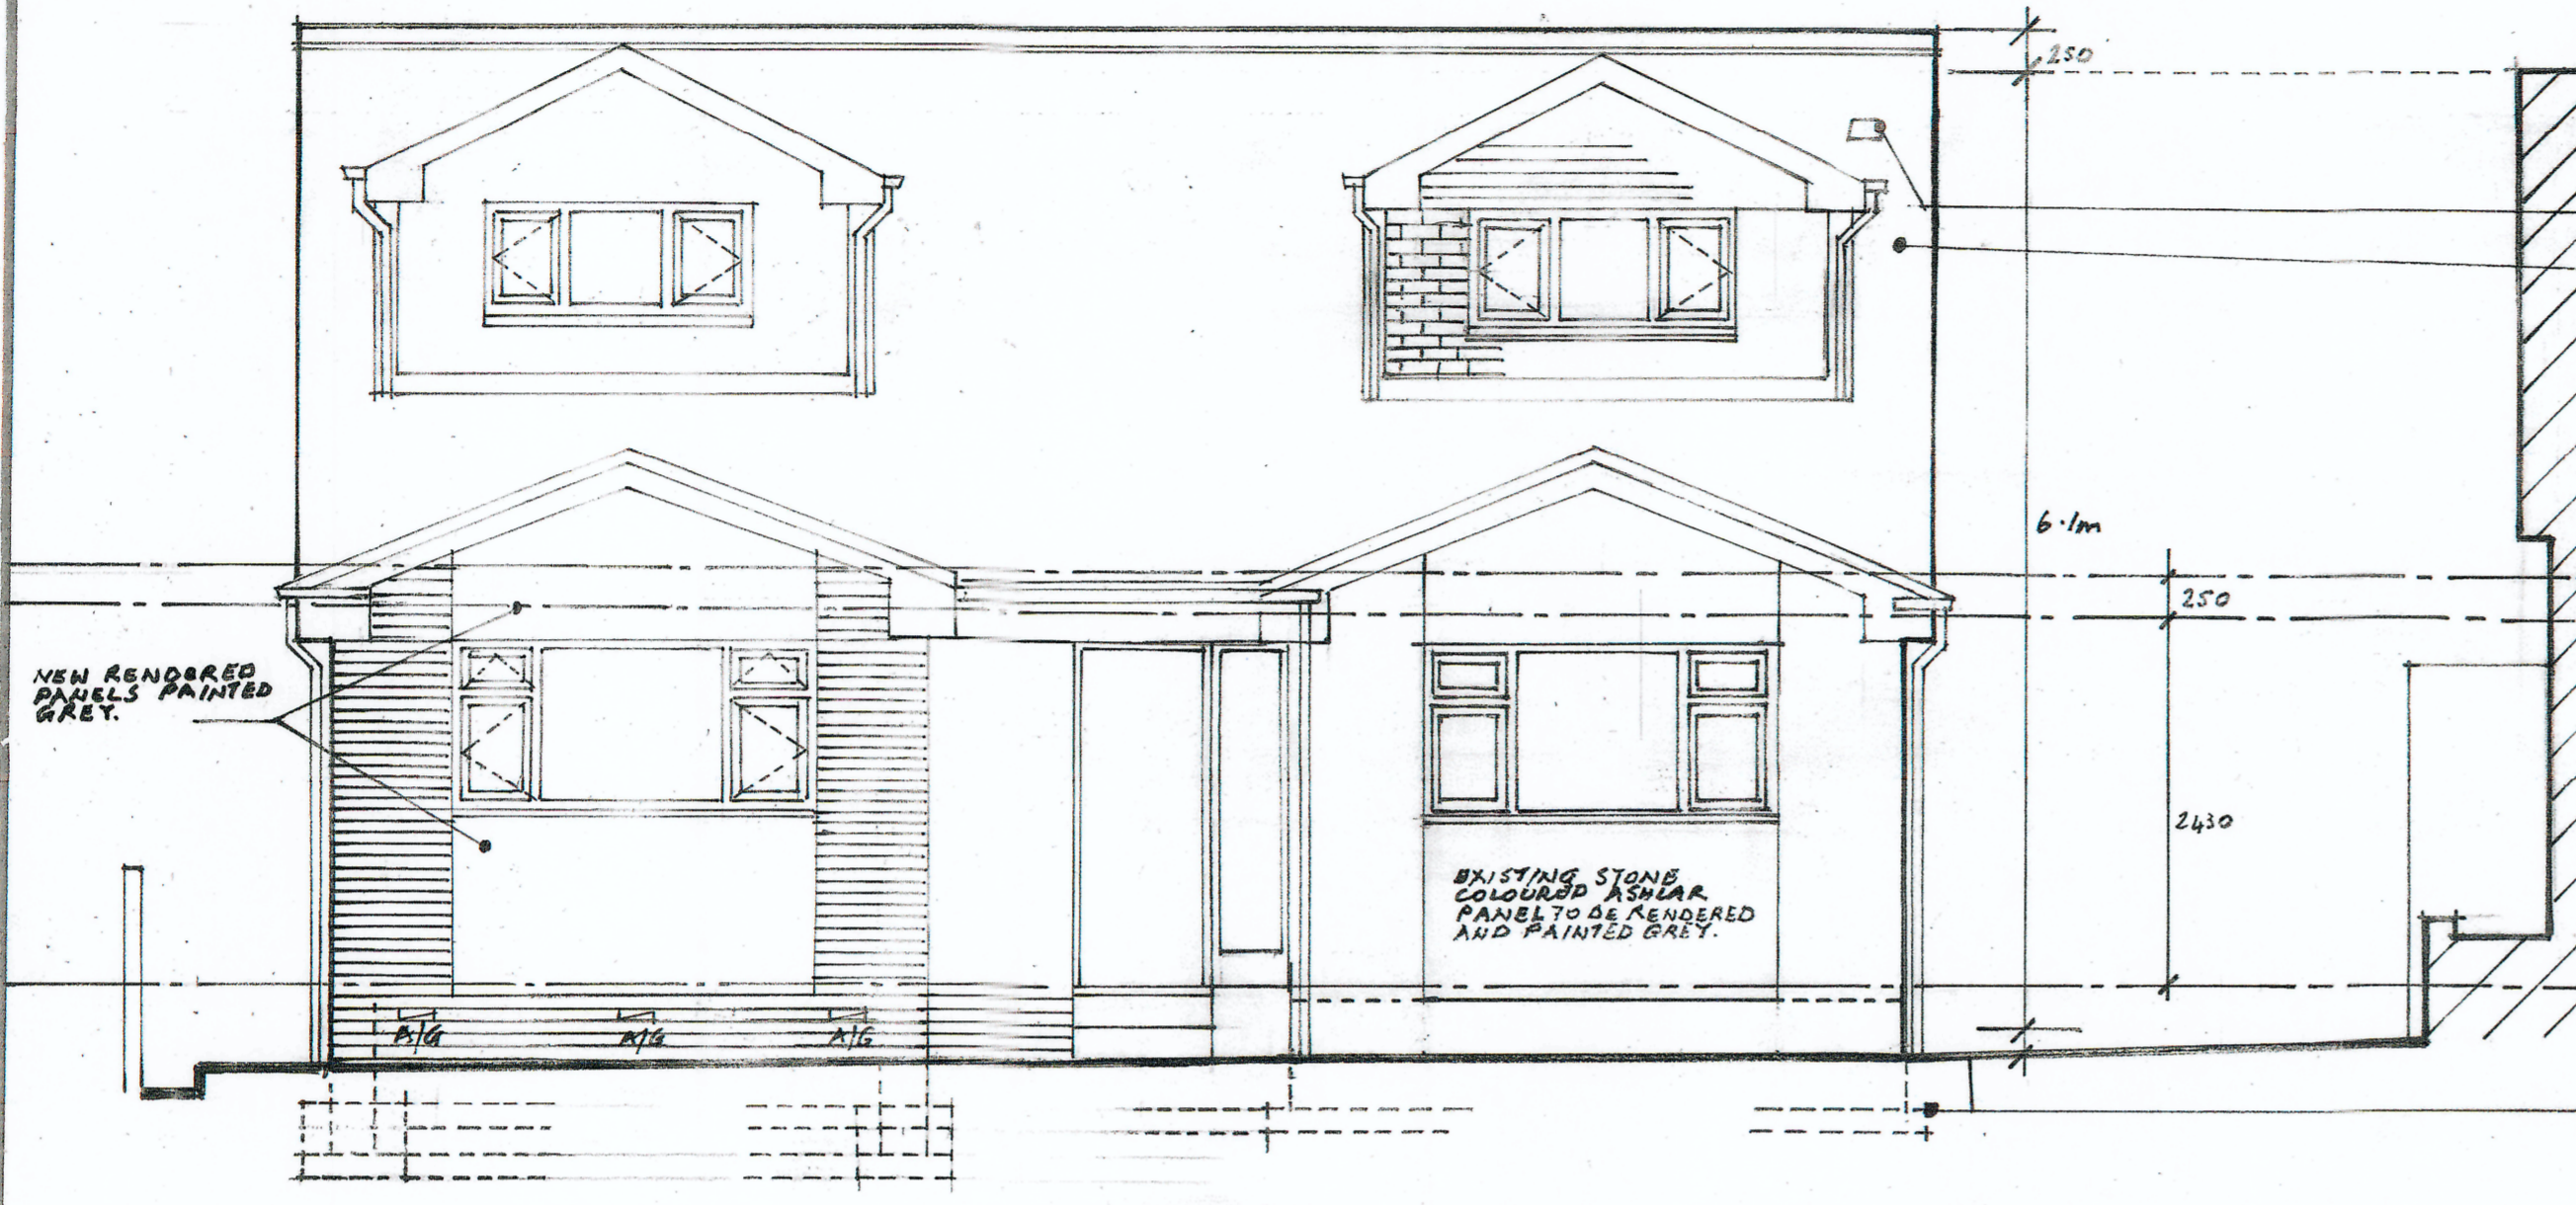 250
6.1m
250
NEW RENDERED
PANELS PAINTED
GREY.
2430
EXISTING STONE
COLOURED ASHLAR
PANEL TO BE RENDERED
AND PAINTED GREY.
A/G A/G A/G